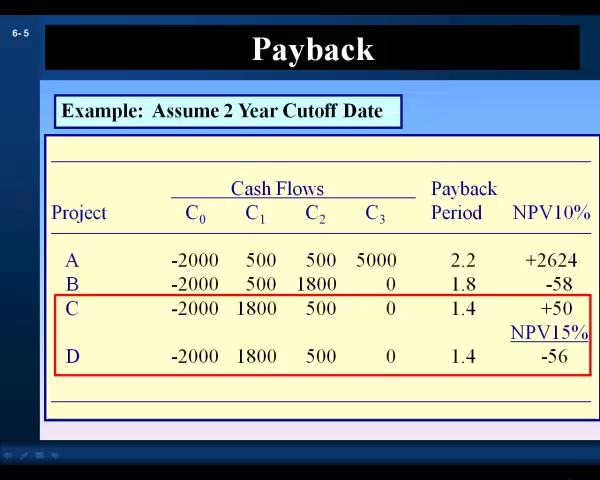 6- 5
Payback
Example: Assume 2 Year Cutoff Date
Cash Flows Payback
Project C₀ C₁ C₂ C₃ Period NPV10%
A -2000 500 500 5000 2.2 +2624
B -2000 500 1800 0 1.8 -58
C -2000 1800 500 0 1.4 +50
NPV15%
D -2000 1800 500 0 1.4 -56